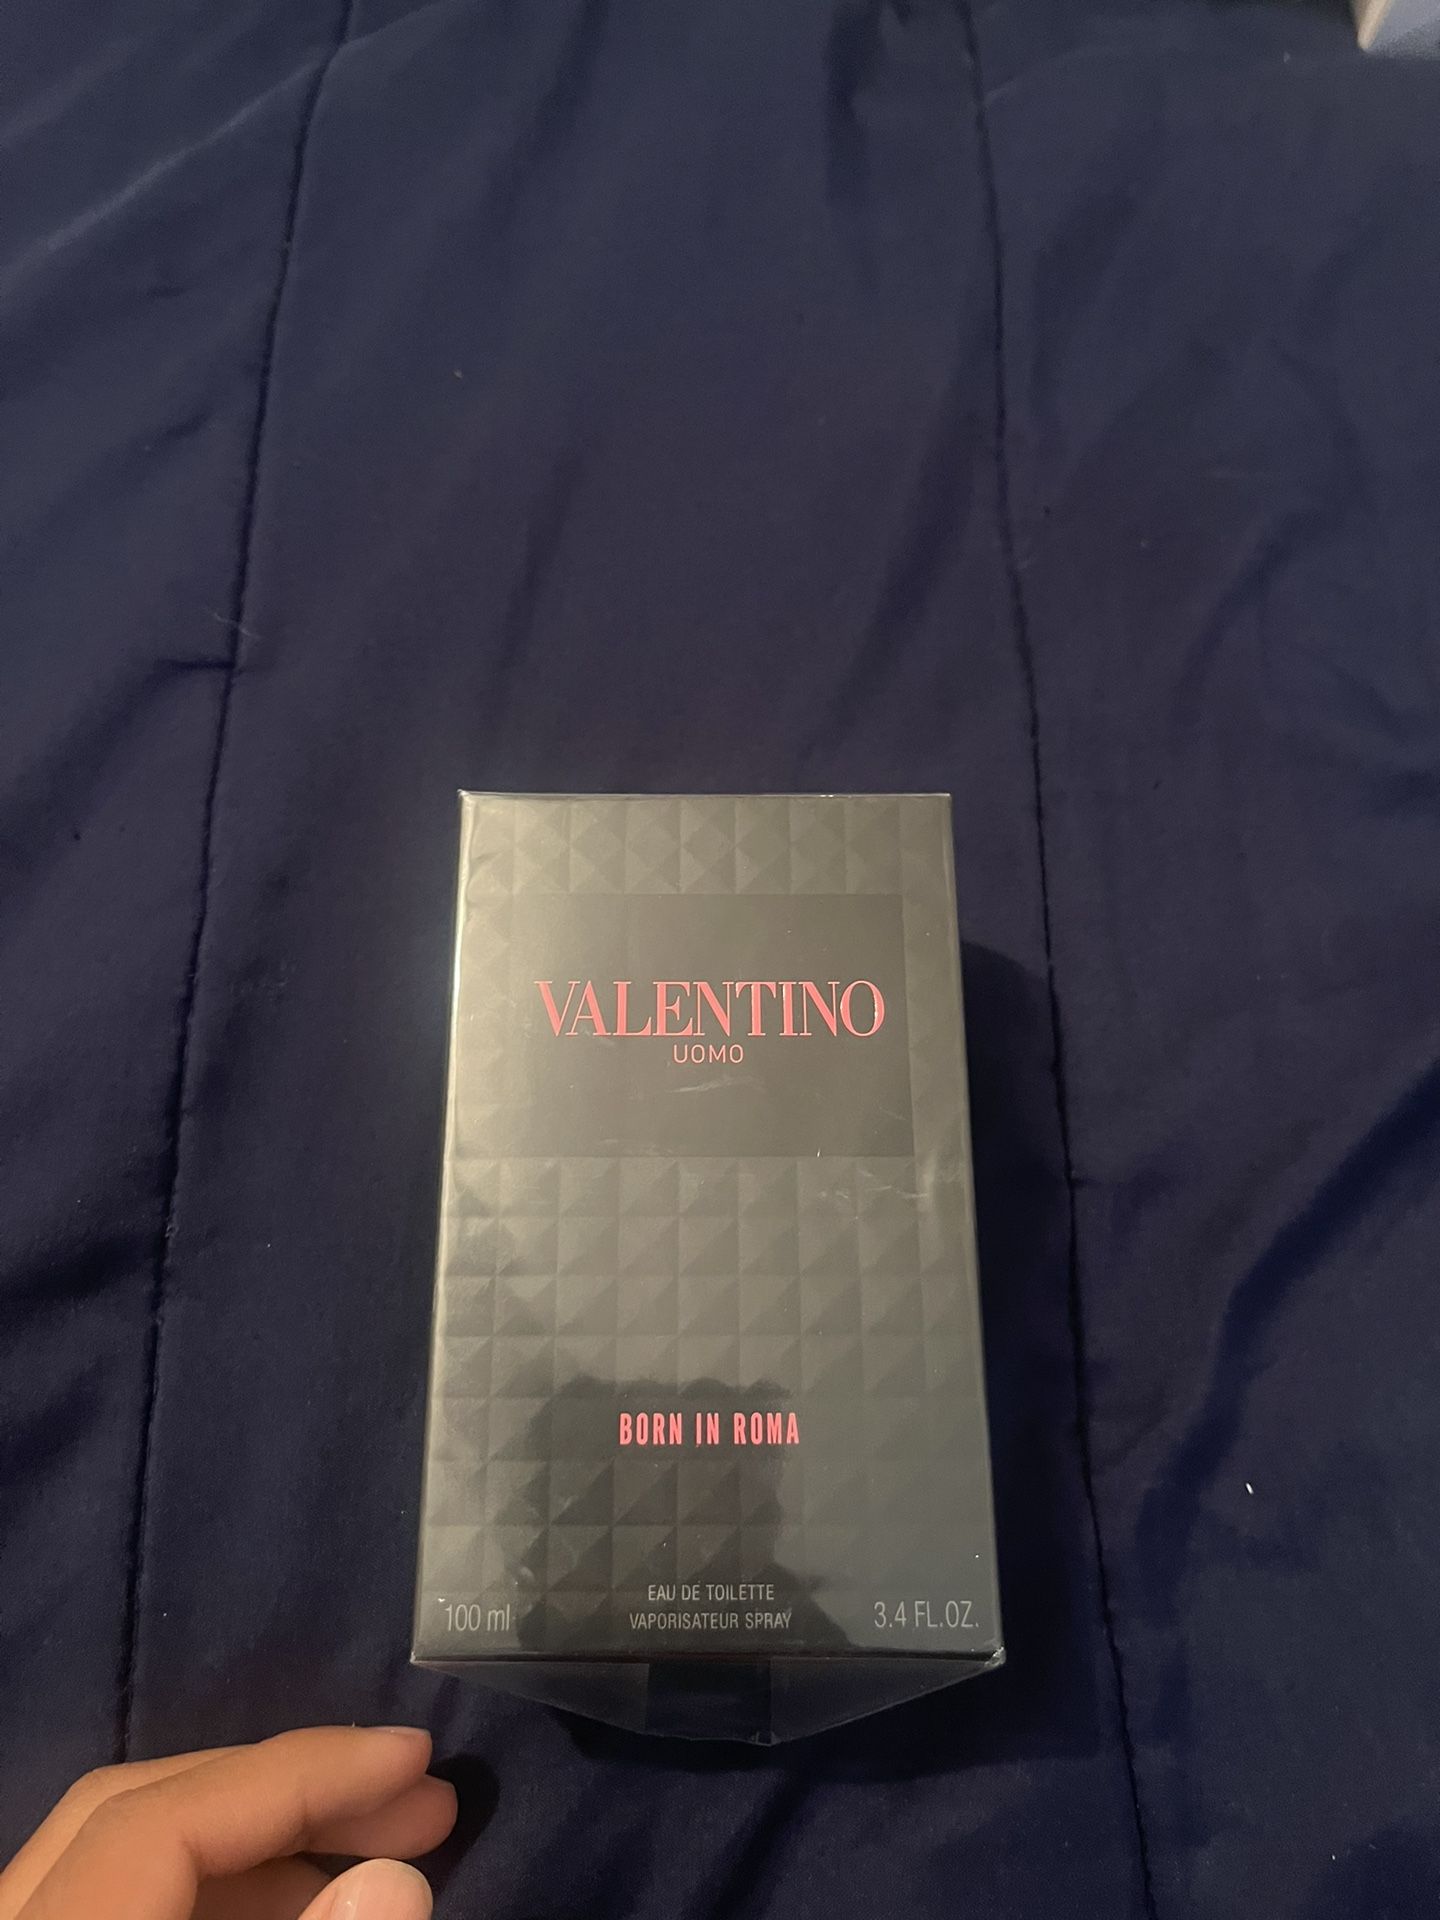 VALENTINO
UOMO
BORN IN ROMA
EAU DE TOILETTE
100 ml VAPORISATEUR SPRAY 3.4 FL.OZ.